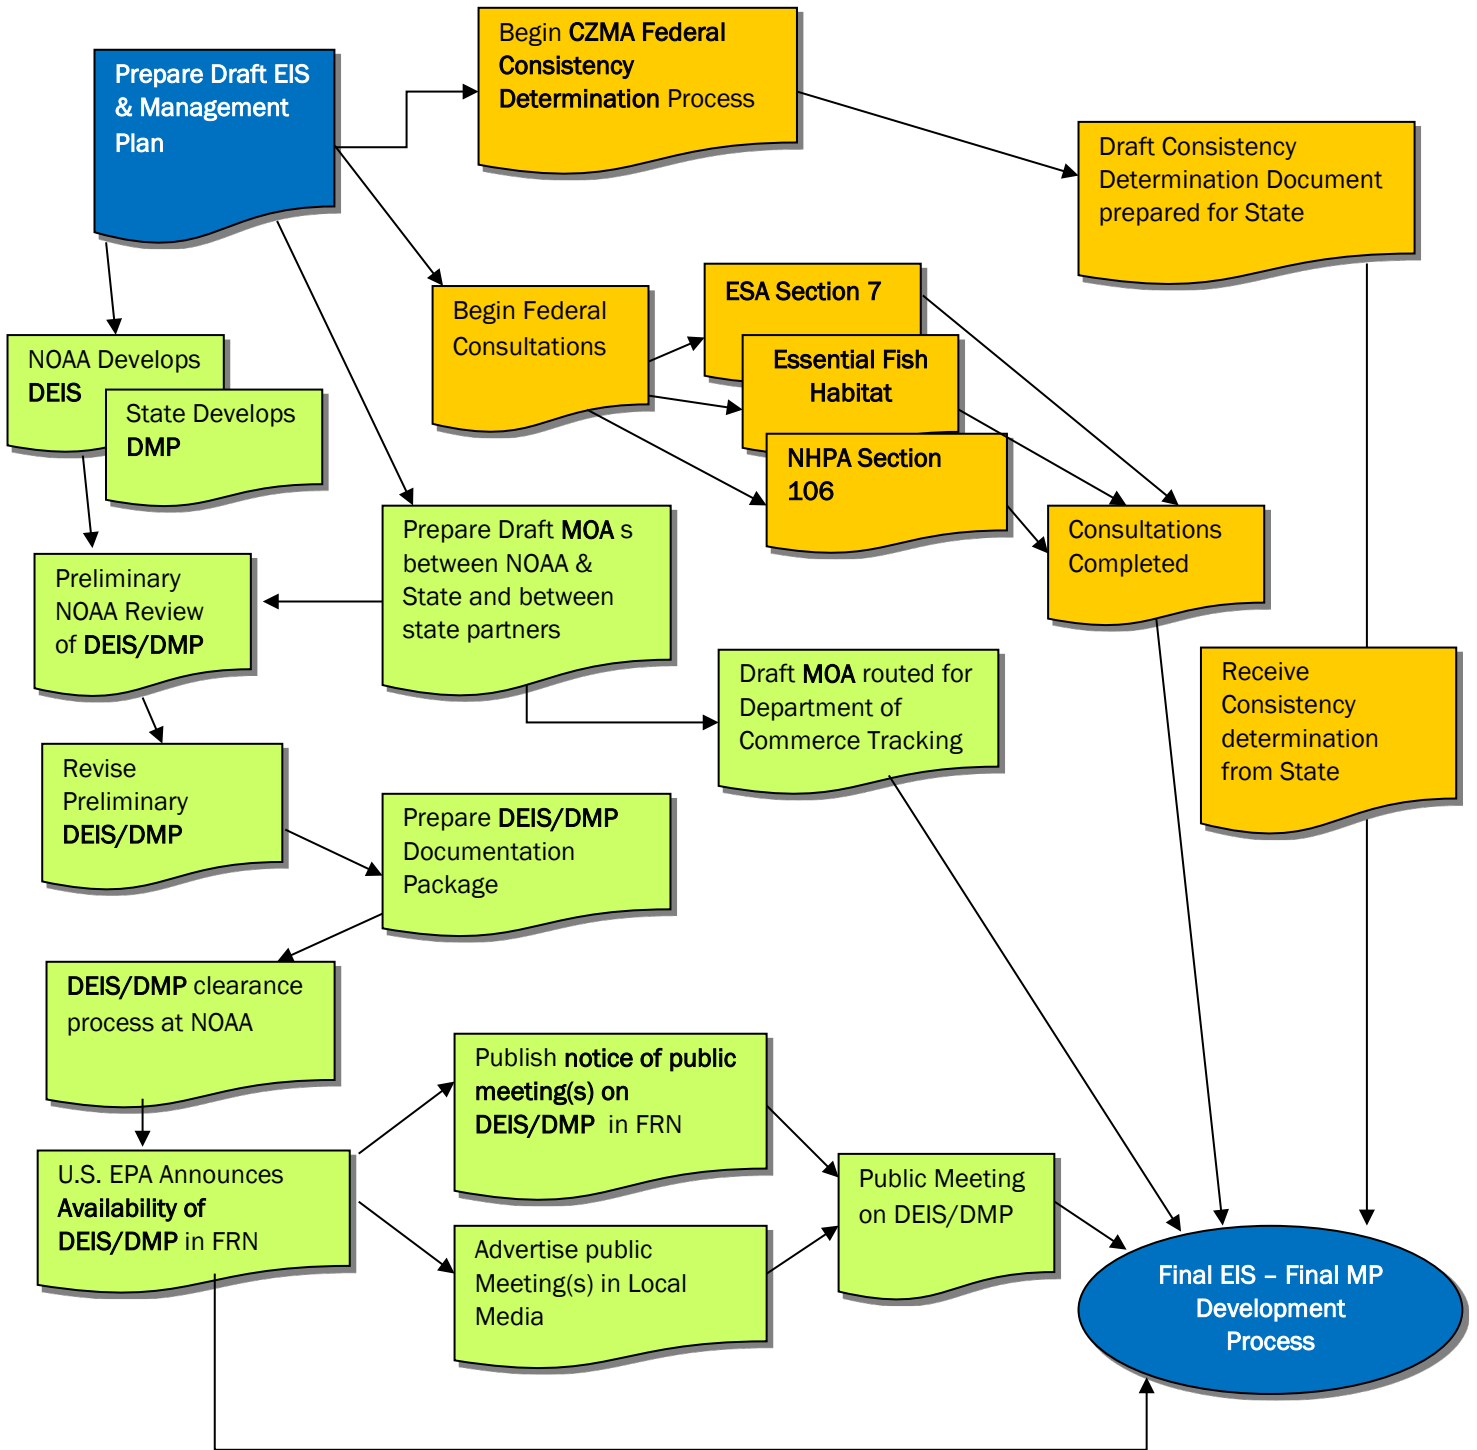 Begin CZMA Federal
Consistency
Determination Process
Prepare Draft EIS
& Management
Plan
Draft Consistency
Determination Document
prepared for State
ESA Section 7
Begin Federal
Consultations
Essential Fish
Habitat
NHPA Section
106
NOAA Develops
DEIS
State Develops
DMP
Prepare Draft MOA s
between NOAA &
State and between
state partners
Consultations
Completed
Preliminary
NOAA Review
of DEIS/DMP
Draft MOA routed for
Department of
Commerce Tracking
Receive
Consistency
determination
from State
Revise
Preliminary
DEIS/DMP
Prepare DEIS/DMP
Documentation
Package
DEIS/DMP clearance
process at NOAA
Publish notice of public
meeting(s) on
DEIS/DMP  in FRN
U.S. EPA Announces
Availability of
DEIS/DMP in FRN
Public Meeting
on DEIS/DMP
Advertise public
Meeting(s) in Local
Media
Final EIS – Final MP
Development
Process